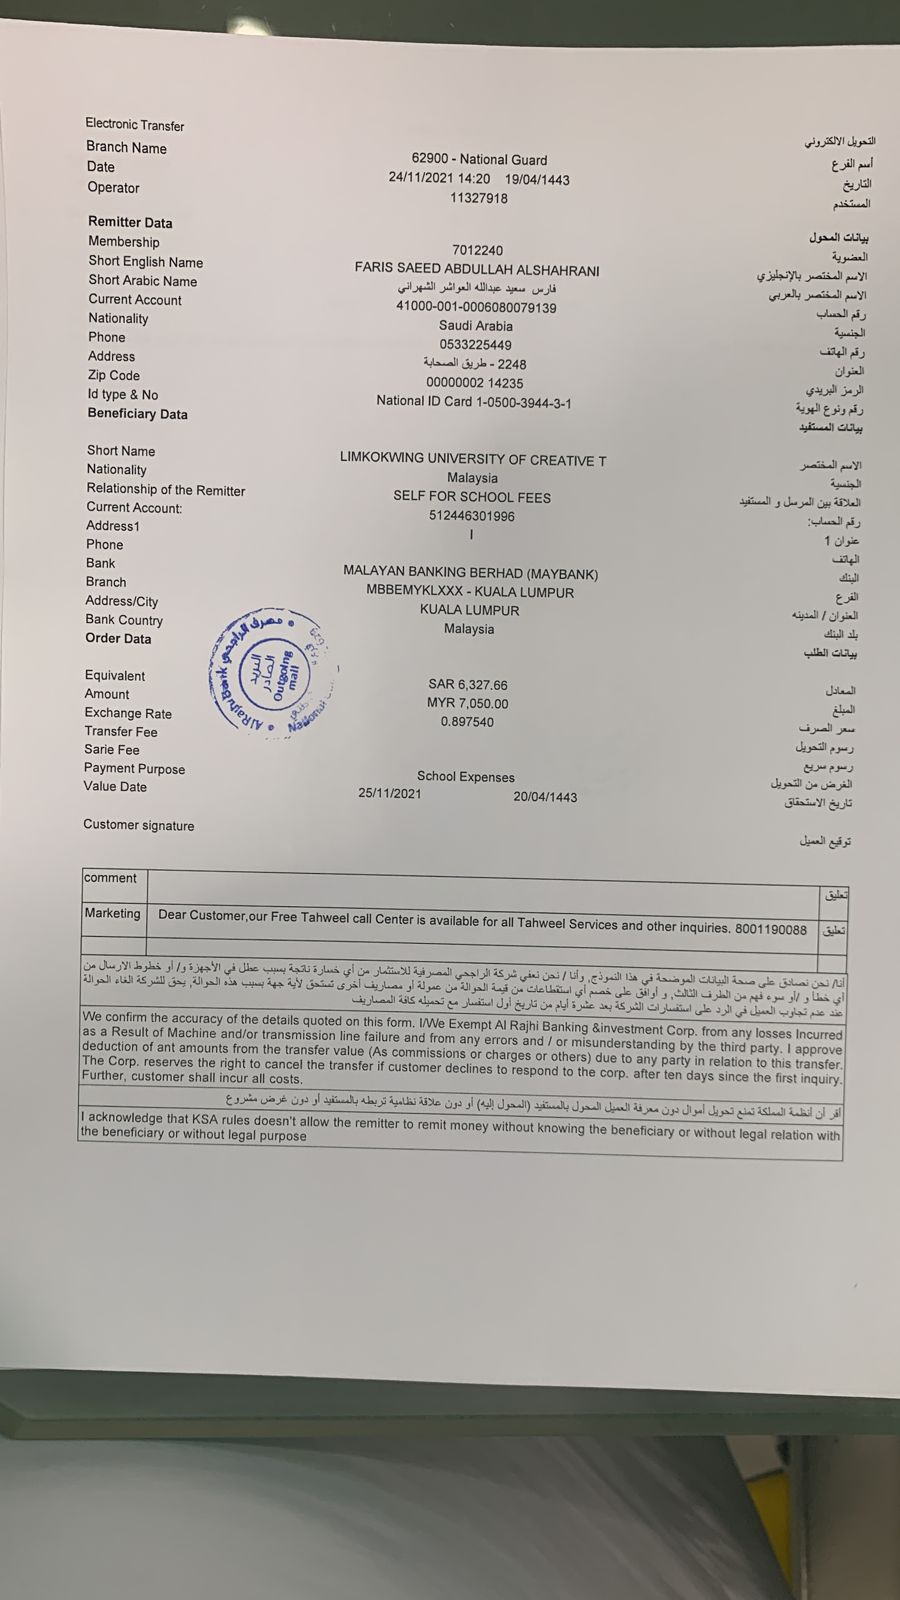 Electronic Transfer التحويل الالكتروني
Branch Name 62900 - National Guard أسم الفرع
Date 24/11/2021 14:20 19/04/1443 التاريخ
Operator 11327918 المستخدم
Remitter Data بيانات المحول
Membership 7012240 العضوية
Short English Name FARIS SAEED ABDULLAH ALSHAHRANI الاسم المختصر بالإنجليزي
Short Arabic Name فارس سعيد عبدالله العواشر الشهراني الاسم المختصر بالعربي
Current Account 41000-001-0006080079139 رقم الحساب
Nationality Saudi Arabia الجنسية
Phone 0533225449 رقم الهاتف
Address 2248 - طريق الصحابة العنوان
Zip Code 00000002 14235 الرمز البريدي
Id type & No National ID Card 1-0500-3944-3-1 رقم ونوع الهوية
Beneficiary Data بيانات المستفيد
Short Name LIMKOKWING UNIVERSITY OF CREATIVE T الاسم المختصر
Nationality Malaysia الجنسية
Relationship of the Remitter SELF FOR SCHOOL FEES العلاقة بين المرسل و المستفيد
Current Account: 512446301996 رقم الحساب:
Address1 I عنوان 1
Phone الهاتف
Bank MALAYAN BANKING BERHAD (MAYBANK) البنك
Branch MBBEMYKLXXX - KUALA LUMPUR الفرع
Address/City KUALA LUMPUR العنوان / المدينه
Bank Country Malaysia بلد البنك
Order Data بيانات الطلب
مصرف الراجحي
Al Rajhi Bank
البريد الصادر
Outgoing mail
National
Equivalent SAR 6,327.66 المعادل
Amount MYR 7,050.00 المبلغ
Exchange Rate 0.897540 سعر الصرف
Transfer Fee رسوم التحويل
Sarie Fee رسوم سريع
Payment Purpose School Expenses الغرض من التحويل
Value Date 25/11/2021 20/04/1443 تاريخ الاستحقاق
Customer signature توقيع العميل
comment تعليق
Marketing Dear Customer,our Free Tahweel call Center is available for all Tahweel Services and other inquiries. 8001190088 تعليق
أنا/ نحن نصادق على صحة البيانات الموضحة في هذا النموذج, وأنا / نحن نعفي شركة الراجحي المصرفية للاستثمار من أي خسارة ناتجة بسبب عطل في الأجهزة و/ أو خطوط الارسال من
أي خطأ و /أو سوء فهم من الطرف الثالث, و أوافق على خصم أي استقطاعات من قيمة الحوالة من عمولة أو مصاريف أخرى تستحق لأية جهة بسبب هذه الحوالة, يحق للشركة الغاء الحوالة
عند عدم تجاوب العميل في الرد على استفسارات الشركة بعد عشرة أيام من تاريخ أول استفسار مع تحميله كافة المصاريف
We confirm the accuracy of the details quoted on this form. I/We Exempt Al Rajhi Banking &investment Corp. from any losses Incurred
as a Result of Machine and/or transmission line failure and from any errors and / or misunderstanding by the third party. I approve
deduction of ant amounts from the transfer value (As commissions or charges or others) due to any party in relation to this transfer.
The Corp. reserves the right to cancel the transfer if customer declines to respond to the corp. after ten days since the first inquiry.
Further, customer shall incur all costs.
أقر أن أنظمة المملكة تمنع تحويل أموال دون معرفة العميل المحول بالمستفيد (المحول إليه) أو دون علاقة نظامية تربطه بالمستفيد أو دون غرض مشروع
I acknowledge that KSA rules doesn't allow the remitter to remit money without knowing the beneficiary or without legal relation with
the beneficiary or without legal purpose